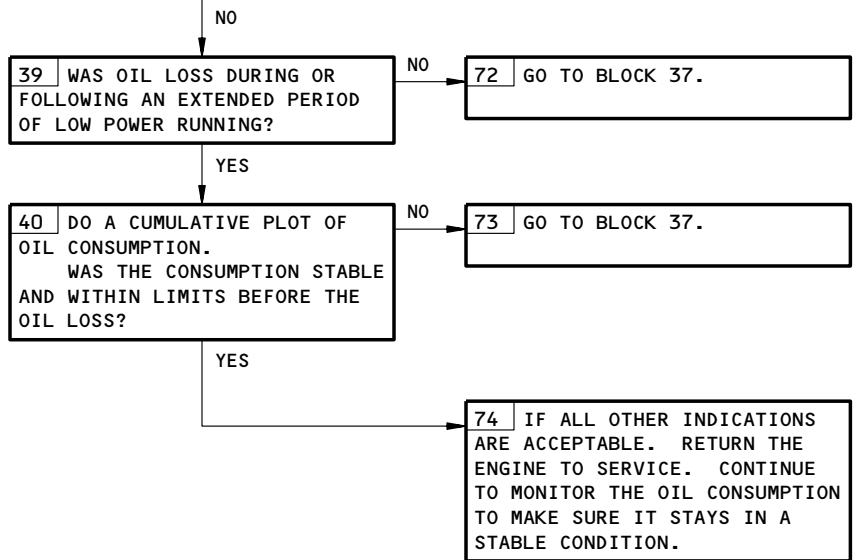 NO
39 WAS OIL LOSS DURING OR
FOLLOWING AN EXTENDED PERIOD
OF LOW POWER RUNNING?
NO
72 GO TO BLOCK 37.
YES
40 DO A CUMULATIVE PLOT OF
OIL CONSUMPTION.
WAS THE CONSUMPTION STABLE
AND WITHIN LIMITS BEFORE THE
OIL LOSS?
NO
73 GO TO BLOCK 37.
YES
74 IF ALL OTHER INDICATIONS
ARE ACCEPTABLE. RETURN THE
ENGINE TO SERVICE. CONTINUE
TO MONITOR THE OIL CONSUMPTION
TO MAKE SURE IT STAYS IN A
STABLE CONDITION.